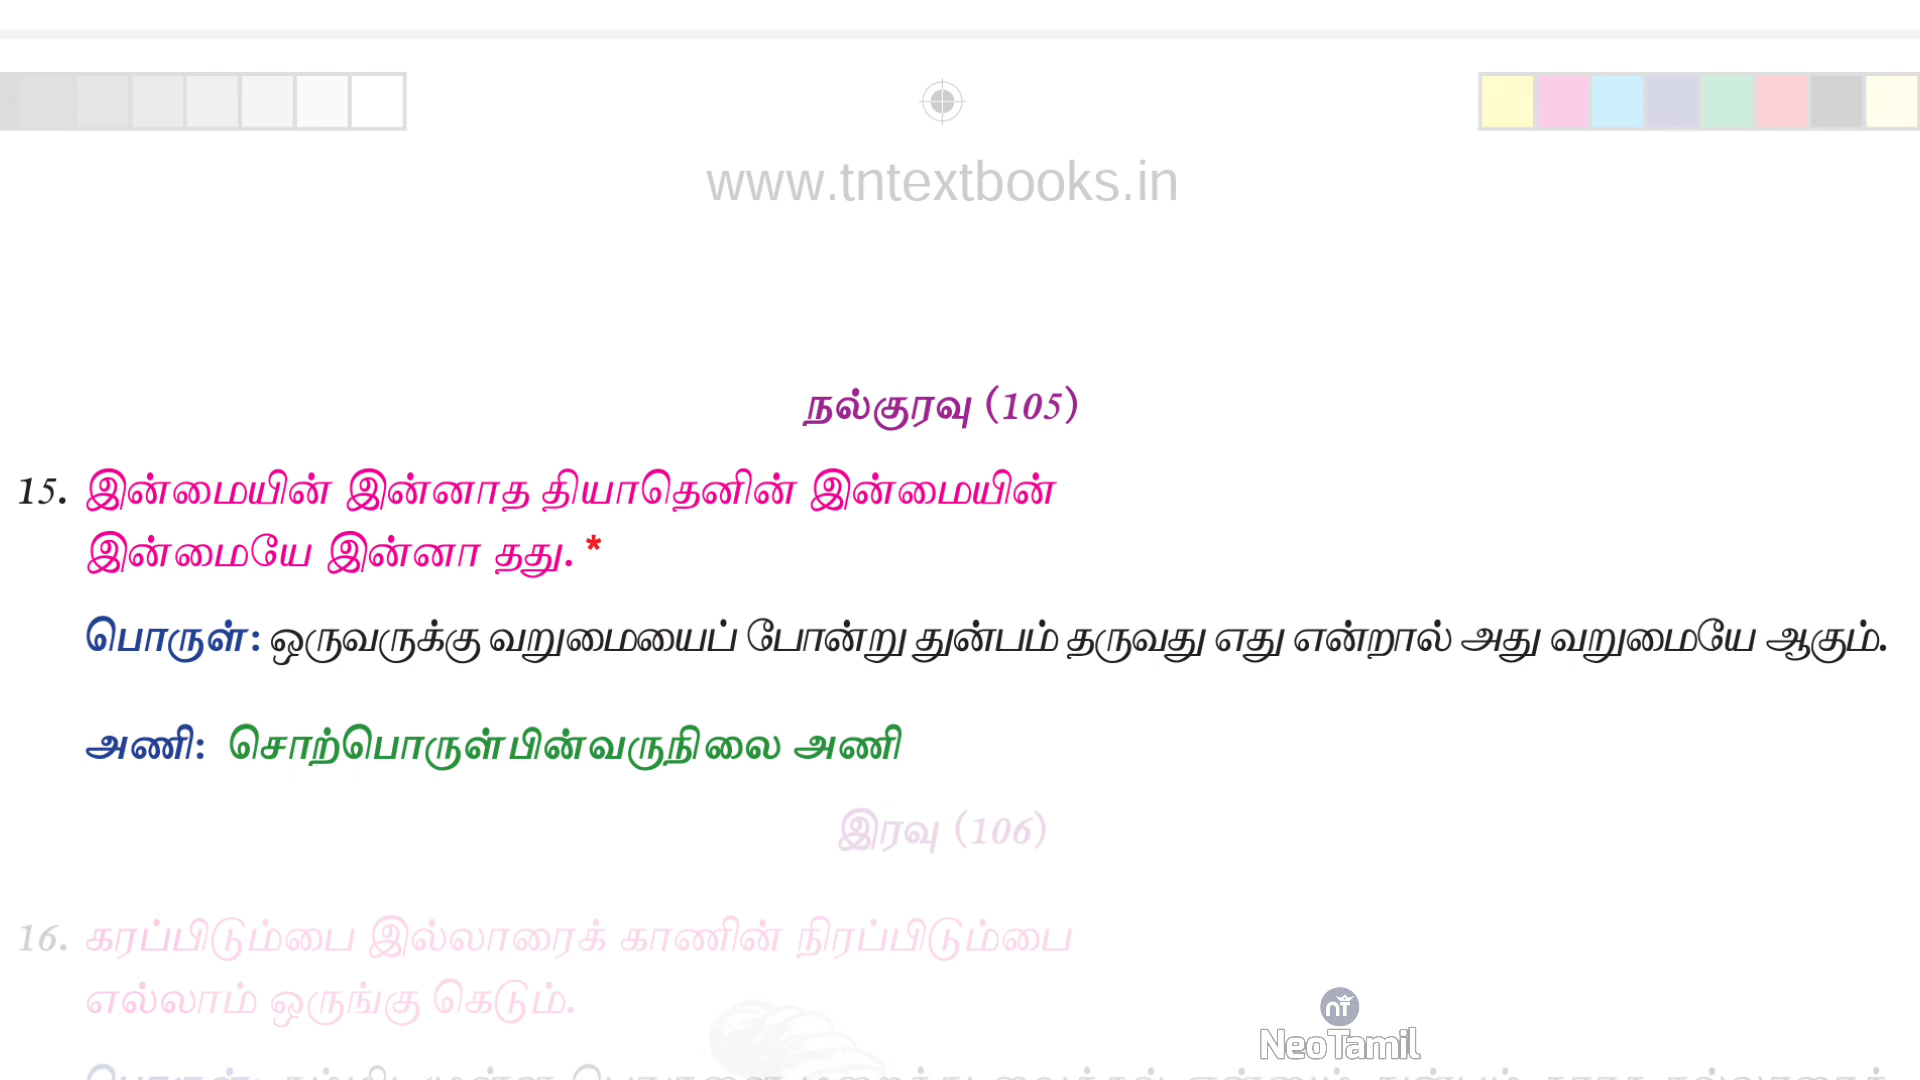 www.tntextbooks.in
நல்குரவு (105)
15. இன்மையின் இன்னாத தியாதெனின் இன்மையின்
இன்மையே இன்னா தது. *
பொருள்: ஒருவருக்கு வறுமையைப் போன்று துன்பம் தருவது எது என்றால் அது வறுமையே ஆகும்.
அணி: சொற்பொருள்பின்வருநிலை அணி
இரவு (106)
16. கரப்பிடும்பை இல்லாரைக் காணின் நிரப்பிடும்பை
எல்லாம் ஒருங்கு கெடும்.
NeoTamil